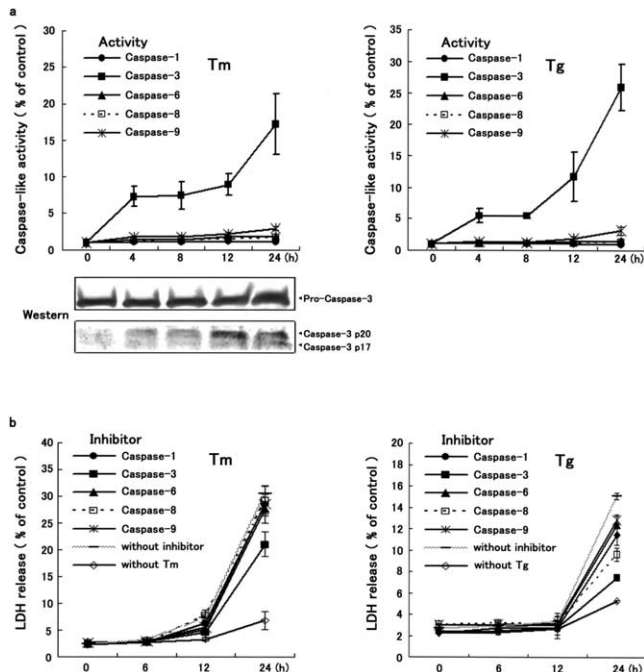 a
Activity
Caspase-1
Caspase-3
Caspase-6
Caspase-8
Caspase-9
Tm
Caspase-like activity ( % of control)
30
25
20
15
10
5
0
0 4 8 12 24 (h)
Activity
Caspase-1
Caspase-3
Caspase-6
Caspase-8
Caspase-9
Tg
Caspase-like activity ( % of control)
35
30
25
20
15
10
5
0
0 4 8 12 24 (h)
Western
Pro-Caspase-3
Caspase-3 p20
Caspase-3 p17
b
Inhibitor
Caspase-1
Caspase-3
Caspase-6
Caspase-8
Caspase-9
without inhibitor
without Tm
Tm
LDH release ( % of control)
40
35
30
25
20
15
10
5
0
0 6 12 24 (h)
Inhibitor
Caspase-1
Caspase-3
Caspase-6
Caspase-8
Caspase-9
without inhibitor
without Tg
Tg
LDH release ( % of control)
20
18
16
14
12
10
8
6
4
2
0
0 6 12 24 (h)